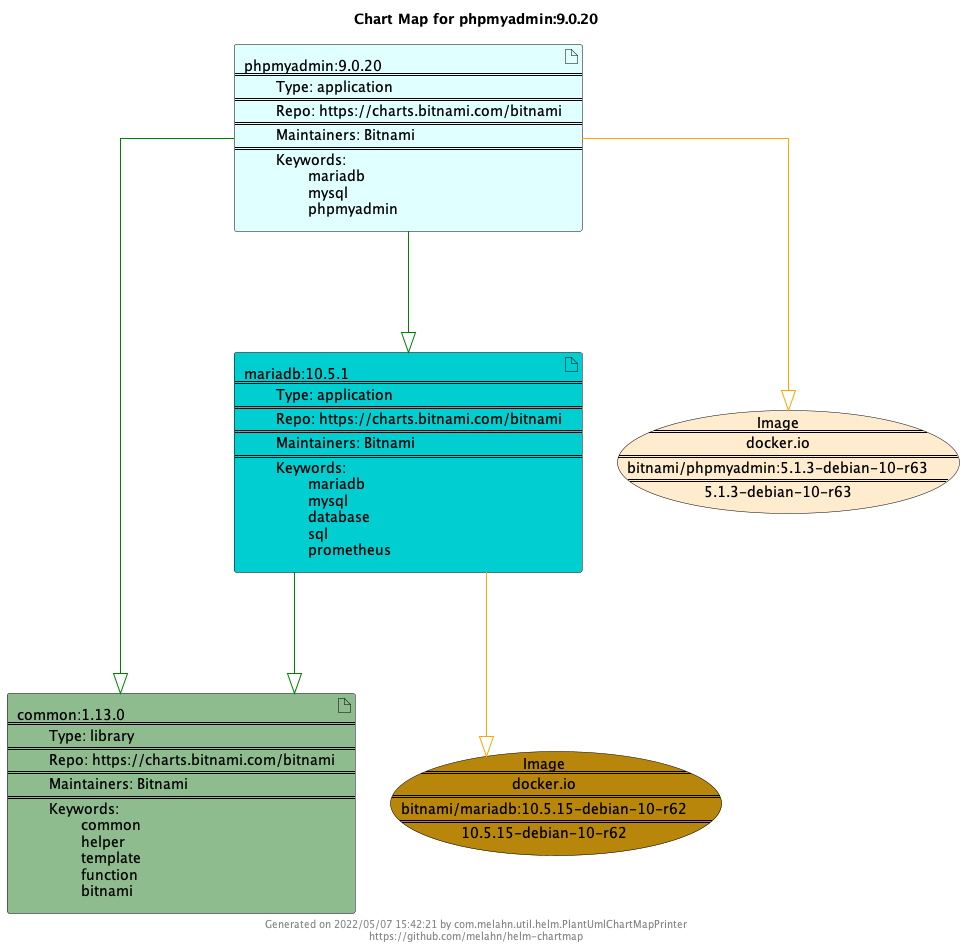 Chart Map for phpmyadmin:9.0.20
phpmyadmin:9.0.20
Type: application
Repo: https://charts.bitnami.com/bitnami
Maintainers: Bitnami
Keywords:
mariadb
mysql
phpmyadmin
mariadb:10.5.1
Type: application
Repo: https://charts.bitnami.com/bitnami
Maintainers: Bitnami
Keywords:
mariadb
mysql
database
sql
prometheus
Image
docker.io
bitnami/phpmyadmin:5.1.3-debian-10-r63
5.1.3-debian-10-r63
common:1.13.0
Type: library
Repo: https://charts.bitnami.com/bitnami
Maintainers: Bitnami
Keywords:
common
helper
template
function
bitnami
Image
docker.io
bitnami/mariadb:10.5.15-debian-10-r62
10.5.15-debian-10-r62
Generated on 2022/05/07 15:42:21 by com.melahn.util.helm.PlantUmlChartMapPrinter
https://github.com/melahn/helm-chartmap